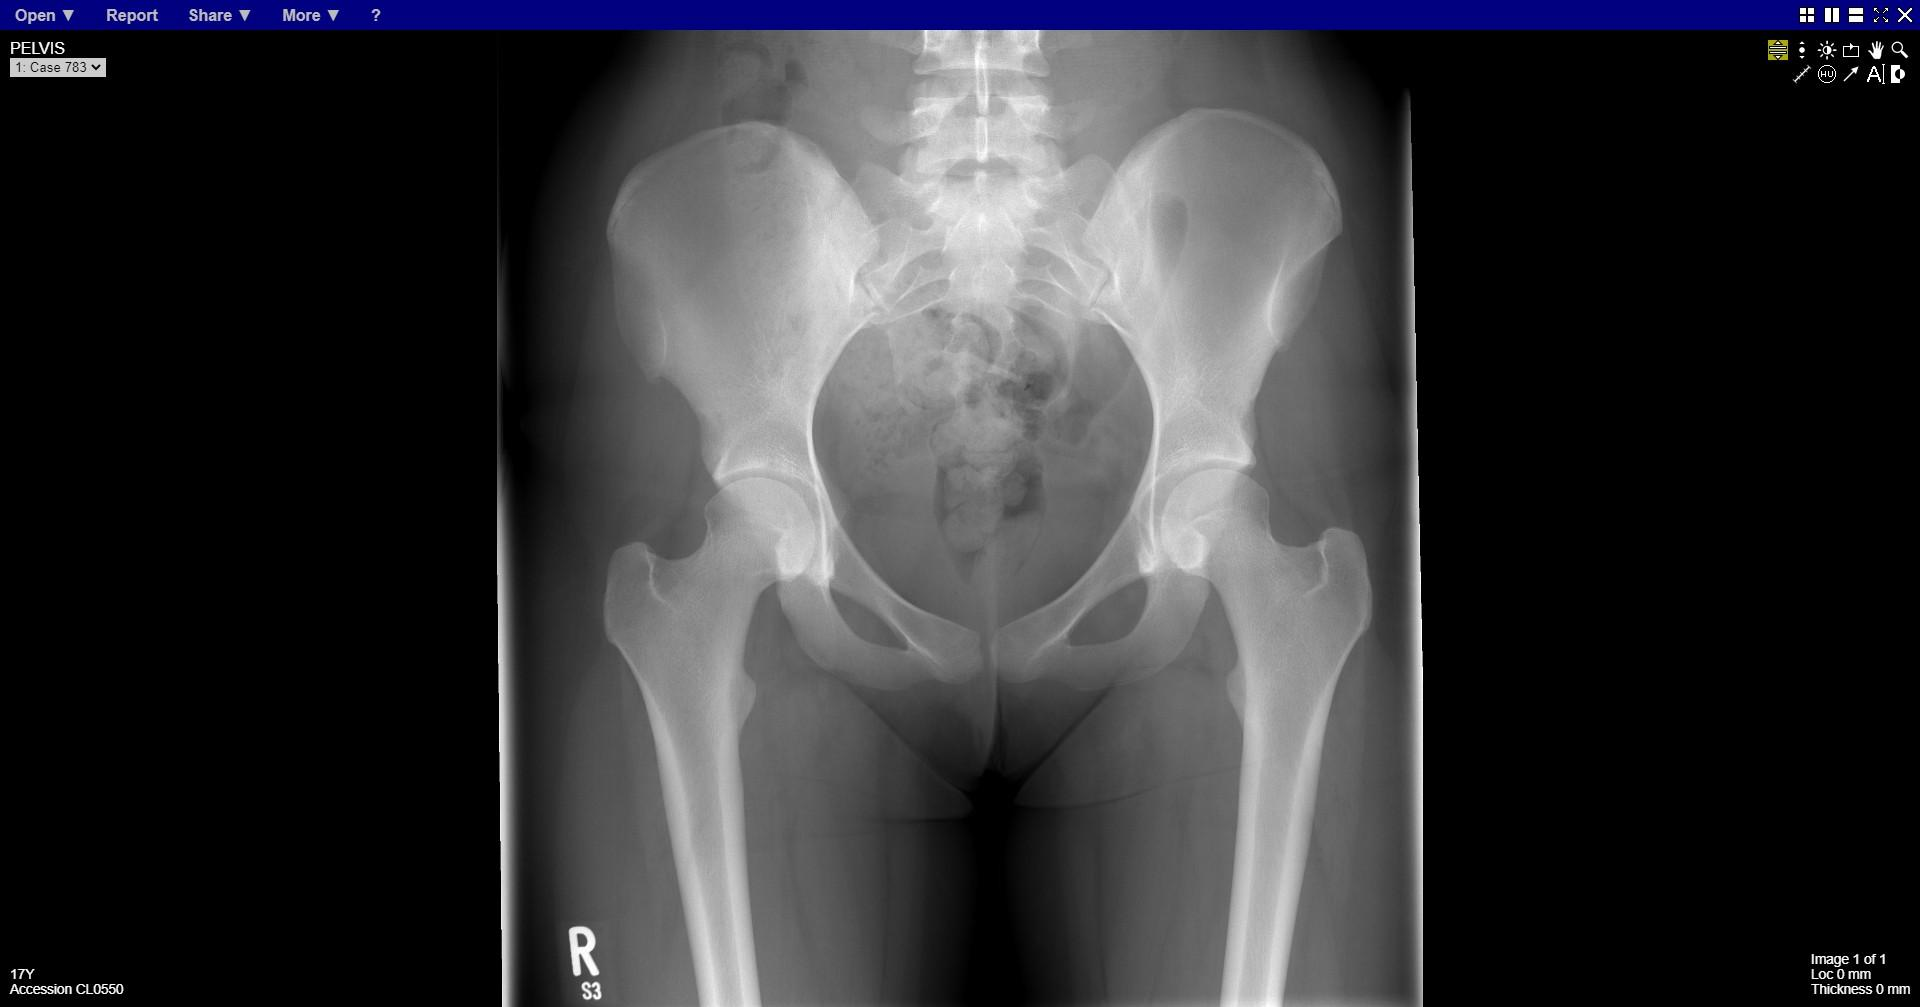 Open ▼ Report Share ▼ More ▼ ?
PELVIS
1: Case 783
HU
A
R
S3
17Y
Accession CL0550
Image 1 of 1
Loc 0 mm
Thickness 0 mm